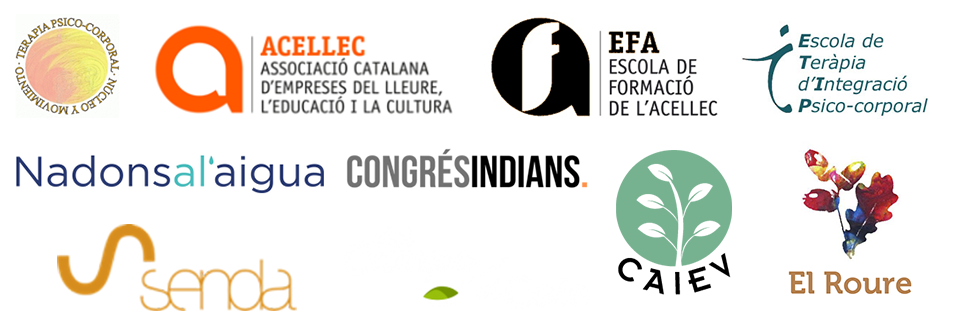 TERAPIA PSICO-CORPORAL · NÚCLEO Y MOVIMIENTO ·
ACELLEC
ASSOCIACIÓ CATALANA
D'EMPRESES DEL LLEURE,
L'EDUCACIÓ I LA CULTURA
EFA
ESCOLA DE
FORMACIÓ
DE L'ACELLEC
Escola de
Teràpia
d'Integració
Psico-corporal
Nadonsal'aigua
CONGRÉSINDIANS.
CAIEV
El Roure
senda